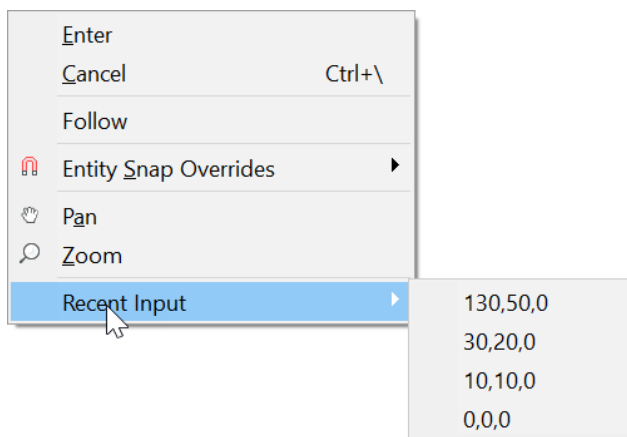 Enter
Cancel Ctrl+\
Follow
Entity Snap Overrides
Pan
Zoom
Recent Input
130,50,0
30,20,0
10,10,0
0,0,0